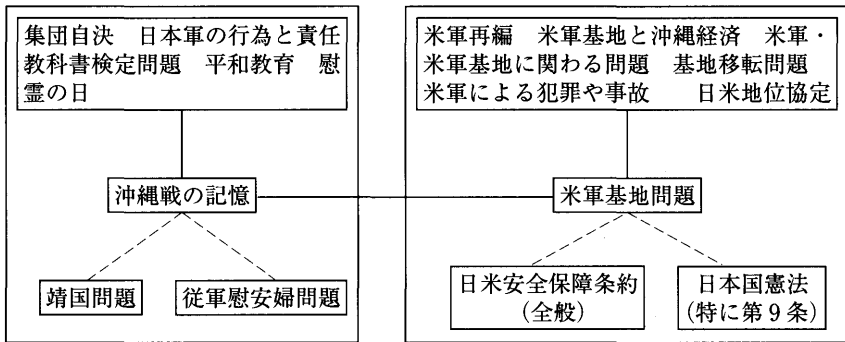 集団自決　日本軍の行為と責任
教科書検定問題　平和教育　慰
霊の日
米軍再編　米軍基地と沖縄経済　米軍・
米軍基地に関わる問題　基地移転問題
米軍による犯罪や事故　　日米地位協定
沖縄戦の記憶
米軍基地問題
靖国問題
従軍慰安婦問題
日米安全保障条約
(全般)
日本国憲法
(特に第9条)